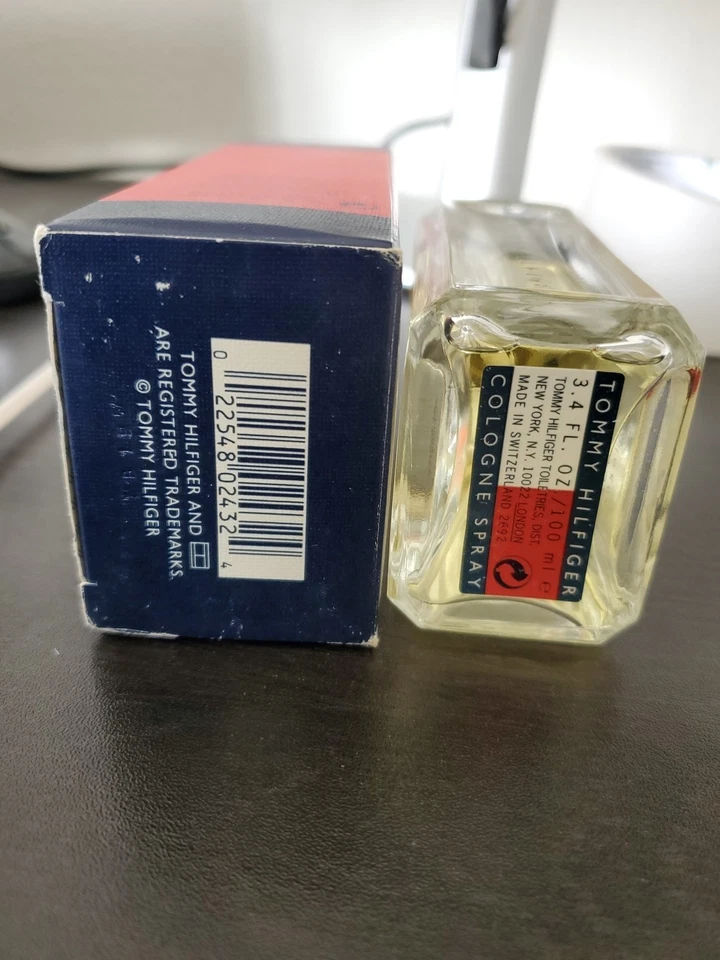 TOMMY HILFIGER AND
ARE REGISTERED TRADEMARKS.
© TOMMY HILFIGER
0 22548 02432 4
TOMMY HILFIGER
3.4 FL. OZ/100 ml e
TOMMY HILFIGER TOILETRIES, DIST.
NEW YORK, N.Y. 10022 LONDON
MADE IN SWITZERLAND 2692
COLOGNE SPRAY